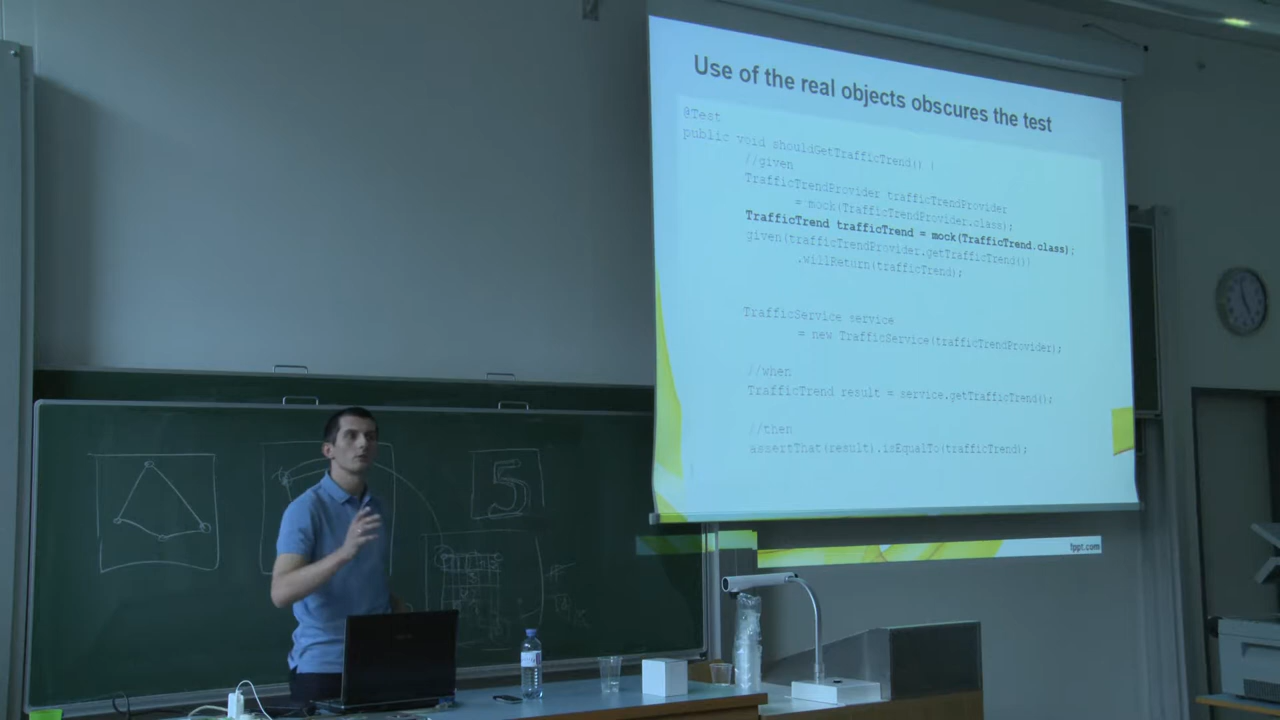 Use of the real objects obscures the test
@Test
public void shouldGetTrafficTrend() {
//given
TrafficTrendProvider trafficTrendProvider
= mock(TrafficTrendProvider.class);
TrafficTrend trafficTrend = mock(TrafficTrend.class);
given(trafficTrendProvider.getTrafficTrend())
.willReturn(trafficTrend);
TrafficService service
= new TrafficService(trafficTrendProvider);
//when
TrafficTrend result = service.getTrafficTrend();
//then
assertThat(result).isEqualTo(trafficTrend);
fppt.com
5